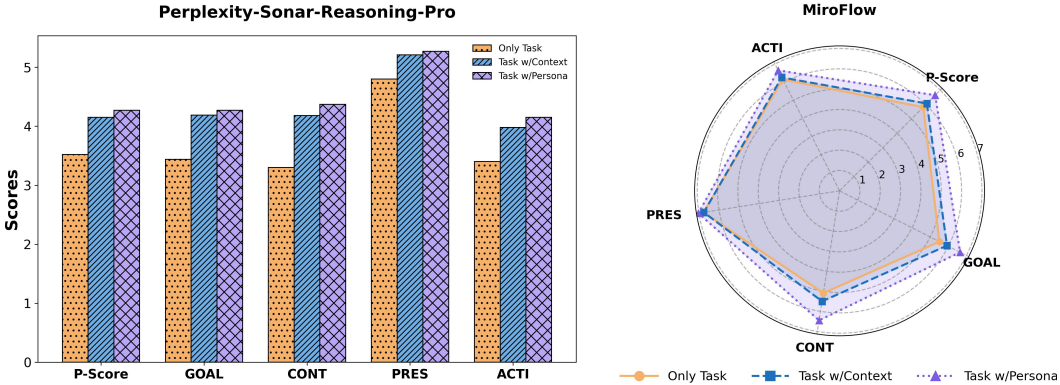 Perplexity-Sonar-Reasoning-Pro
Only Task
Task w/Context
Task w/Persona
Scores
5
4
3
2
1
0
P-Score
GOAL
CONT
PRES
ACTI
MiroFlow
ACTI
P-Score
1
2
3
4
5
6
7
PRES
GOAL
CONT
Only Task
Task w/Context
Task w/Persona